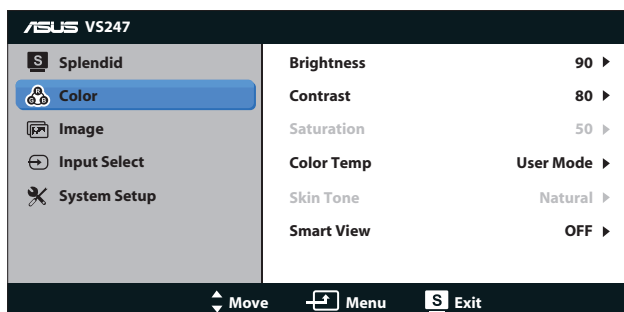 ASUS VS247
S Splendid
Color
Image
Input Select
System Setup
Brightness 90
Contrast 80
Saturation 50
Color Temp User Mode
Skin Tone Natural
Smart View OFF
Move Menu S Exit